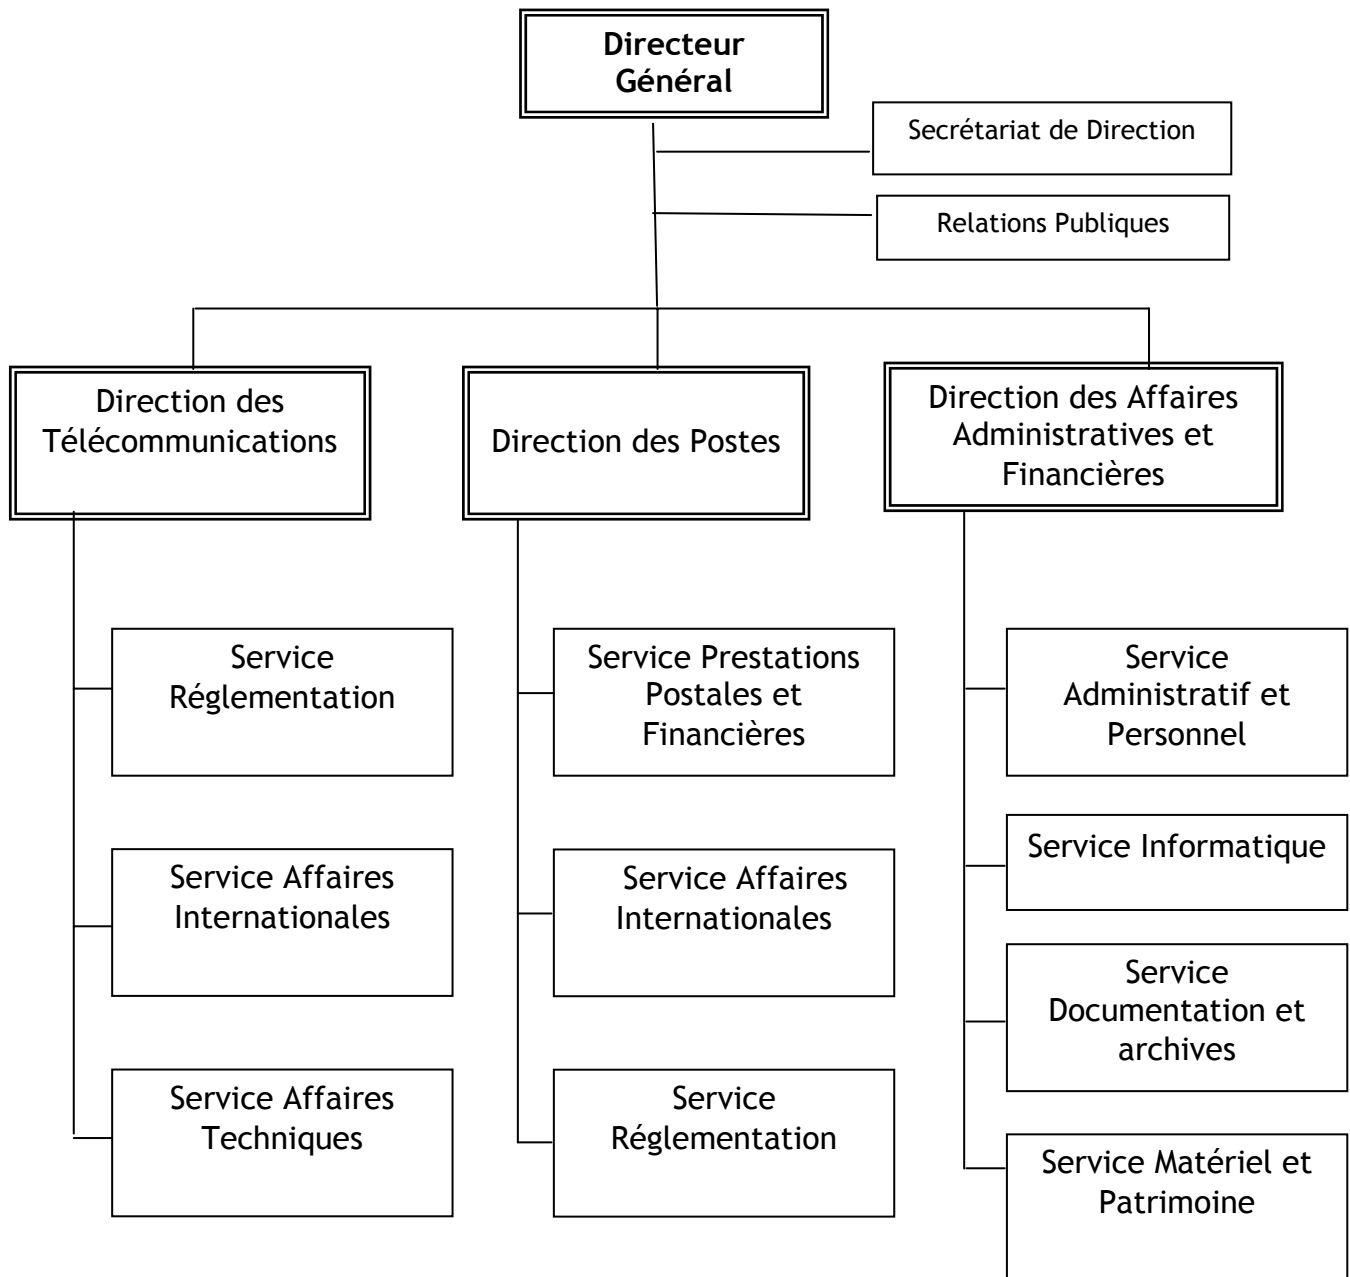 Directeur
Général
Secrétariat de Direction
Relations Publiques
Direction des
Télécommunications
Direction des Postes
Direction des Affaires
Administratives et
Financières
Service
Réglementation
Service Affaires
Internationales
Service Affaires
Techniques
Service Prestations
Postales et
Financières
Service Affaires
Internationales
Service
Réglementation
Service
Administratif et
Personnel
Service Informatique
Service
Documentation et
archives
Service Matériel et
Patrimoine